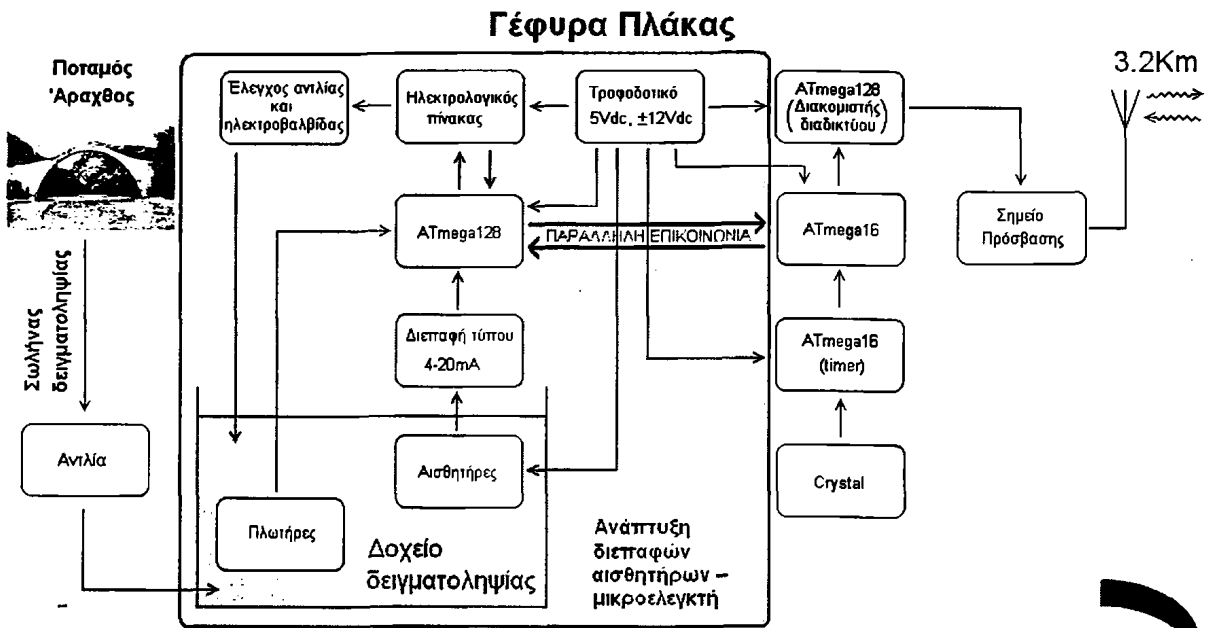 Γέφυρα Πλάκας
Ποταμός
'Αραχθος
Έλεγχος αντλίας
και
ηλεκτροβαλβίδας
Ηλεκτρολογικός
πίνακας
Τροφοδοτικό
5Vdc, ±12Vdc
ATmega128
(Διακομιστής
διαδικτύου)
3.2Km
ATmega128
ΠΑΡΑΛΛΗΛΗ ΕΠΙΚΟΙΝΩΝΙΑ
ATmega16
Σημείο
Πρόσβασης
Σωλήνας
δειγματοληψίας
Διεπαφή τύπου
4-20mA
ATmega16
(timer)
Αντλία
Αισθητήρες
Crystal
Πλωτήρες
Δοχείο
δειγματοληψίας
Ανάπτυξη
διεπαφών
αισθητήρων –
μικροελεγκτή